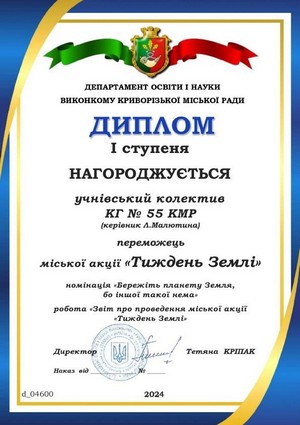 ДЕПАРТАМЕНТ ОСВІТИ І НАУКИ
ВИКОНКОМУ КРИВОРІЗЬКОЇ МІСЬКОЇ РАДИ
ДИПЛОМ
І ступеня
НАГОРОДЖУЄТЬСЯ
учнівський колектив
КГ № 55 КМР
(керівник Л.Малютина)
переможець
міської акції «Тиждень Землі»
номінація «Бережіть планету Земля,
бо іншої такої нема»
робота «Звіт про проведення міської акції
«Тиждень Землі»
Директор Тетяна КРІПАК
Наказ від № 
d_04600 2024